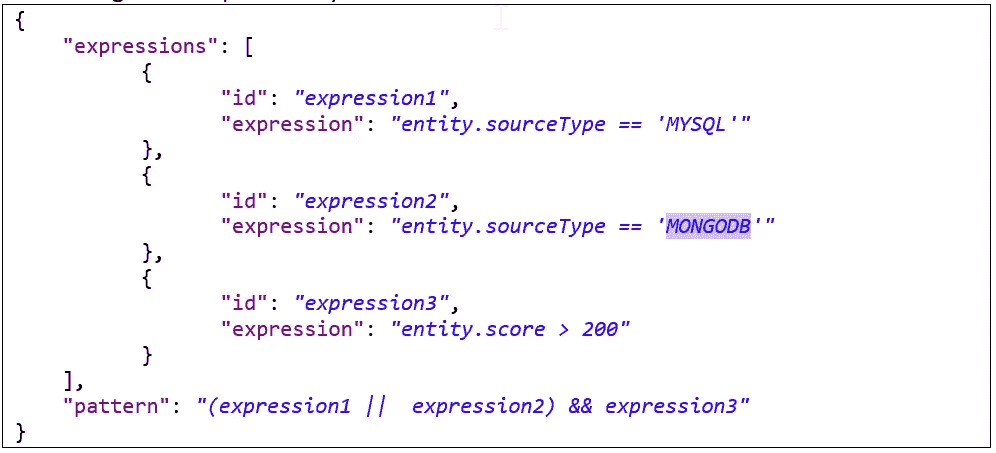 {
"expressions": [
{
"id": "expression1",
"expression": "entity.sourceType == 'MYSQL'"
},
{
"id": "expression2",
"expression": "entity.sourceType == 'MONGODB'"
},
{
"id": "expression3",
"expression": "entity.score > 200"
}
],
"pattern": "(expression1 ||  expression2) && expression3"
}